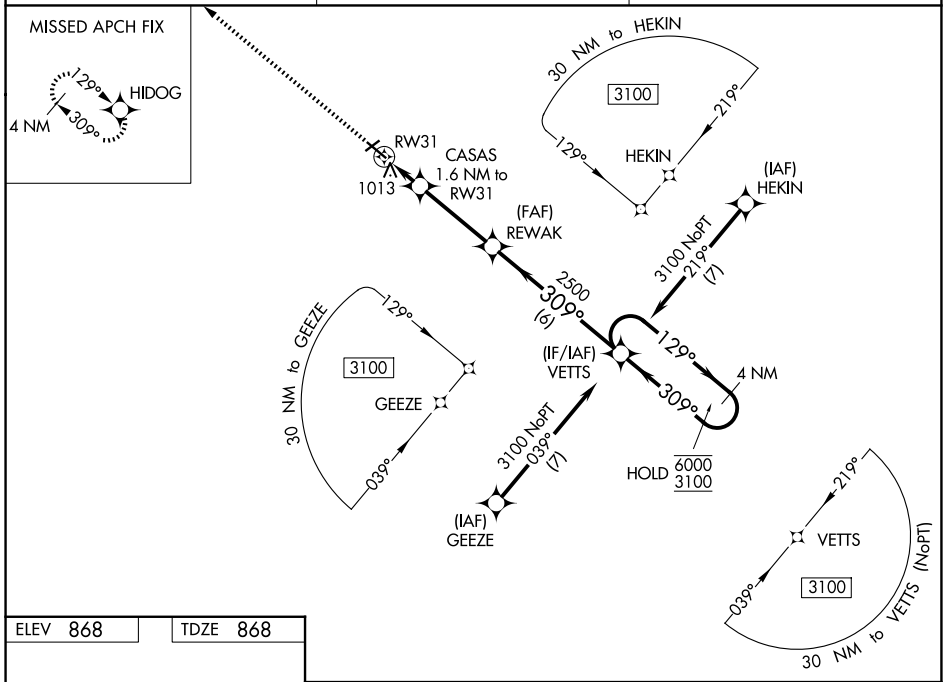 MISSED APCH FIX
129°
HIDOG
309°
4 NM
30 NM to HEKIN
3100
219°
129°
HEKIN
RW31
1013
CASAS
1.6 NM to
RW31
(FAF)
REWAK
(IAF)
HEKIN
3100 NoPT
219°
(7)
2500
309°
(6)
30 NM to GEEZE
129°
3100
GEEZE
039°
(IF/IAF)
VETTS
129°
4 NM
309°
3100 NoPT
039°
(7)
HOLD
6000
3100
(IAF)
GEEZE
219°
VETTS
039°
3100
30 NM to VETTS (NoPT)
ELEV 868
TDZE 868